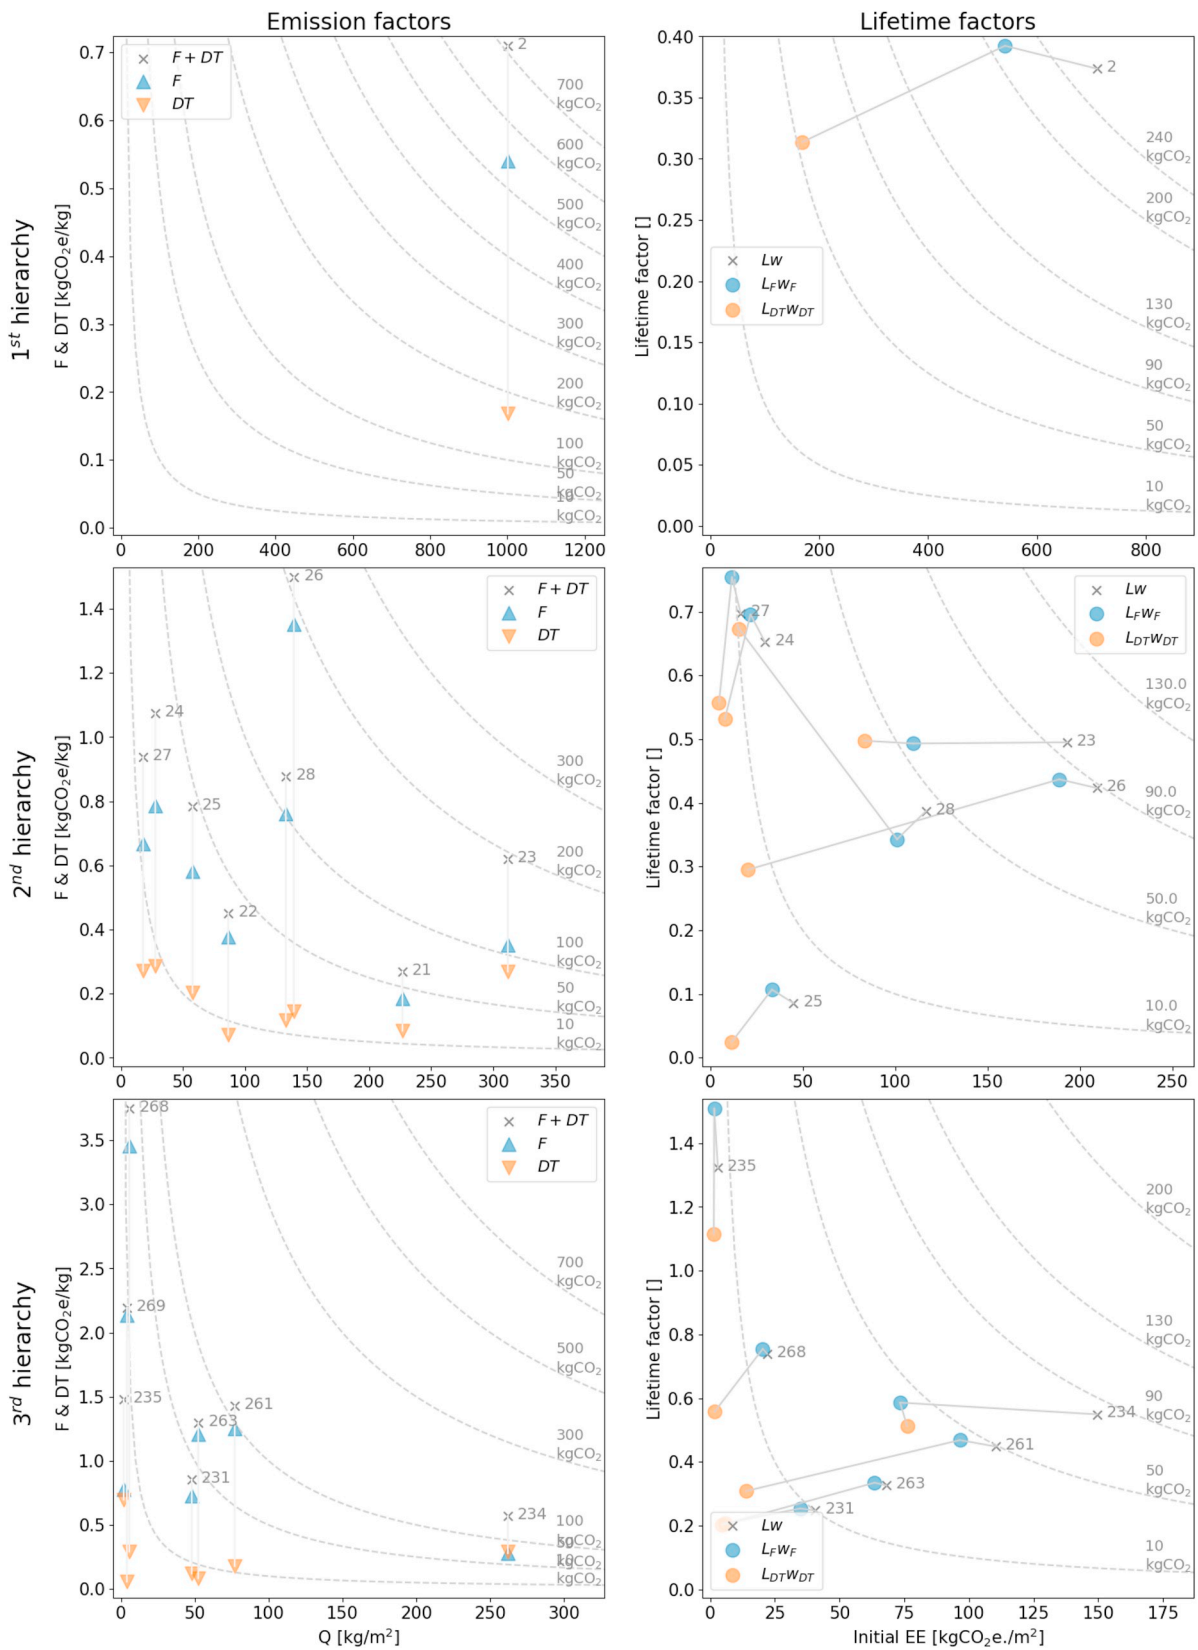 Emission factors
Lifetime factors
1st hierarchy
F & DT [kgCO2e/kg]
0.7
0.6
0.5
0.4
0.3
0.2
0.1
0.0
F + DT
F
DT
2
700
kgCO2
600
kgCO2
500
kgCO2
400
kgCO2
300
kgCO2
200
kgCO2
100
kgCO2
50
kgCO2
10
kgCO2
0 200 400 600 800 1000 1200
Lifetime factor []
0.40
0.35
0.30
0.25
0.20
0.15
0.10
0.05
0.00
Lw
LFwF
LDTwDT
2
240
kgCO2
200
kgCO2
130
kgCO2
90
kgCO2
50
kgCO2
10
kgCO2
0 200 400 600 800
2nd hierarchy
F & DT [kgCO2e/kg]
1.4
1.2
1.0
0.8
0.6
0.4
0.2
0.0
F + DT
F
DT
26
24
27
28
25
23
22
21
300
kgCO2
200
kgCO2
100
kgCO2
50
kgCO2
10
kgCO2
0 50 100 150 200 250 300 350
Lifetime factor []
0.7
0.6
0.5
0.4
0.3
0.2
0.1
0.0
Lw
LFwF
LDTwDT
27
24
23
26
28
25
130.0
kgCO2
90.0
kgCO2
50.0
kgCO2
10.0
kgCO2
0 50 100 150 200 250
3rd hierarchy
F & DT [kgCO2e/kg]
3.5
3.0
2.5
2.0
1.5
1.0
0.5
0.0
F + DT
F
DT
268
269
235
261
263
231
234
700
kgCO2
500
kgCO2
300
kgCO2
100
kgCO2
50
kgCO2
10
kgCO2
0 50 100 150 200 250 300
Q [kg/m2]
Lifetime factor []
1.4
1.2
1.0
0.8
0.6
0.4
0.2
0.0
Lw
LFwF
LDTwDT
235
268
234
261
263
231
200
kgCO2
130
kgCO2
90
kgCO2
50
kgCO2
10
kgCO2
0 25 50 75 100 125 150 175
Initial EE [kgCO2e./m2]